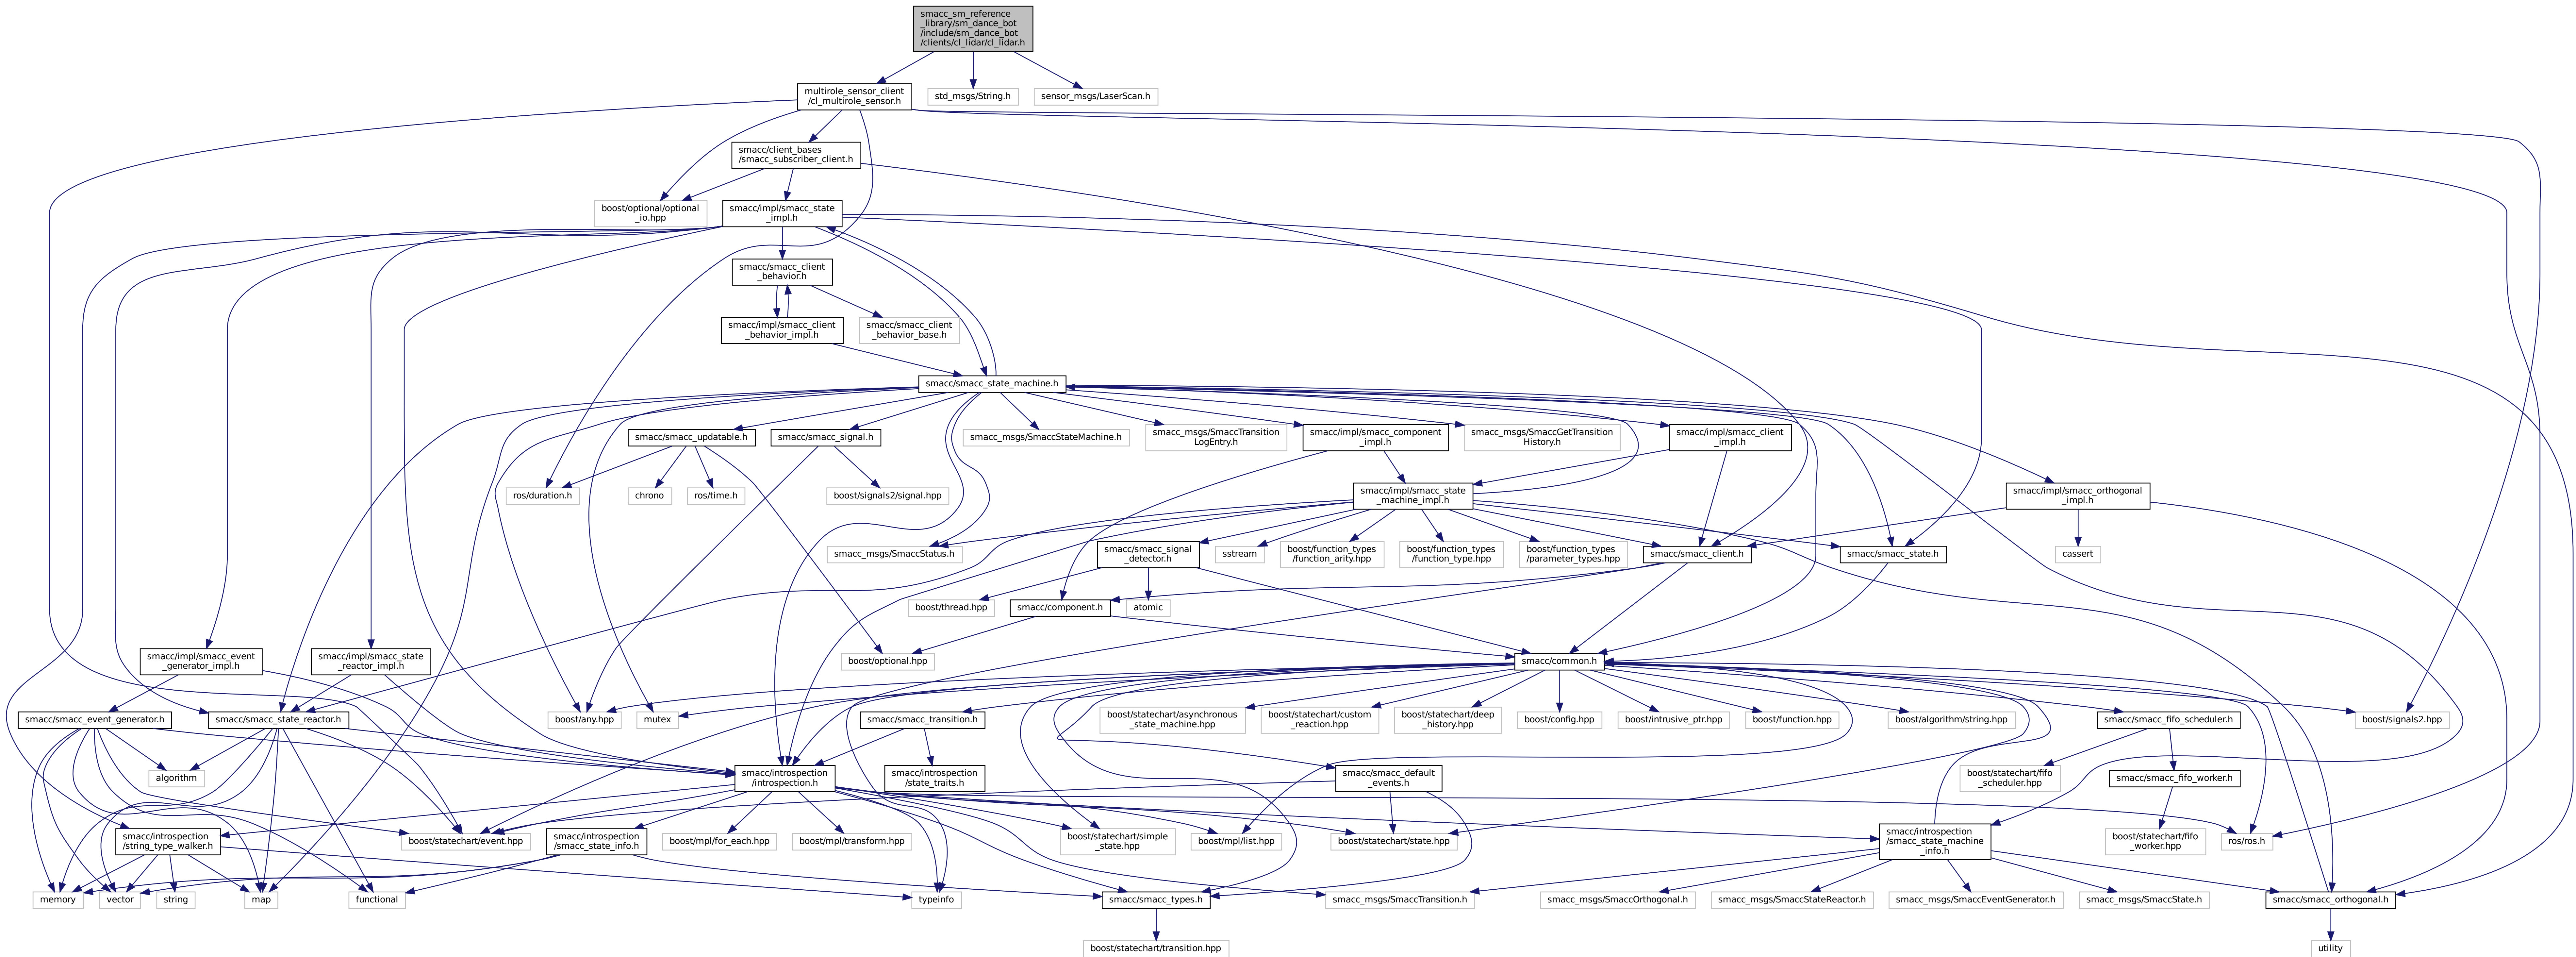 smacc_sm_reference
_library/sm_dance_bot
/include/sm_dance_bot
/clients/cl_lidar/cl_lidar.h
multirole_sensor_client
/cl_multirole_sensor.h
std_msgs/String.h
sensor_msgs/LaserScan.h
smacc/client_bases
/smacc_subscriber_client.h
boost/optional/optional
_io.hpp
smacc/impl/smacc_state
_impl.h
smacc/smacc_client
_behavior.h
smacc/impl/smacc_client
_behavior_impl.h
smacc/smacc_client
_behavior_base.h
smacc/smacc_state_machine.h
smacc/smacc_updatable.h
smacc/smacc_signal.h
smacc_msgs/SmaccStateMachine.h
smacc_msgs/SmaccTransition
LogEntry.h
smacc/impl/smacc_component
_impl.h
smacc_msgs/SmaccGetTransition
History.h
smacc/impl/smacc_client
_impl.h
ros/duration.h
chrono
ros/time.h
boost/signals2/signal.hpp
smacc/impl/smacc_state
_machine_impl.h
smacc/impl/smacc_orthogonal
_impl.h
smacc_msgs/SmaccStatus.h
smacc/smacc_signal
_detector.h
sstream
boost/function_types
/function_arity.hpp
boost/function_types
/function_type.hpp
boost/function_types
/parameter_types.hpp
smacc/smacc_client.h
smacc/smacc_state.h
cassert
boost/thread.hpp
smacc/component.h
atomic
smacc/impl/smacc_event
_generator_impl.h
smacc/impl/smacc_state
_reactor_impl.h
boost/optional.hpp
smacc/common.h
smacc/smacc_event_generator.h
smacc/smacc_state_reactor.h
boost/any.hpp
mutex
smacc/smacc_transition.h
boost/statechart/asynchronous
_state_machine.hpp
boost/statechart/custom
_reaction.hpp
boost/statechart/deep
_history.hpp
boost/config.hpp
boost/intrusive_ptr.hpp
boost/function.hpp
boost/algorithm/string.hpp
smacc/smacc_fifo_scheduler.h
boost/signals2.hpp
algorithm
smacc/introspection
/introspection.h
smacc/introspection
/state_traits.h
smacc/smacc_default
_events.h
boost/statechart/fifo
_scheduler.hpp
smacc/smacc_fifo_worker.h
smacc/introspection
/string_type_walker.h
boost/statechart/event.hpp
smacc/introspection
/smacc_state_info.h
boost/mpl/for_each.hpp
boost/mpl/transform.hpp
boost/statechart/simple
_state.hpp
boost/mpl/list.hpp
boost/statechart/state.hpp
smacc/introspection
/smacc_state_machine
_info.h
boost/statechart/fifo
_worker.hpp
ros/ros.h
memory
vector
string
map
functional
typeinfo
smacc/smacc_types.h
smacc_msgs/SmaccTransition.h
smacc_msgs/SmaccOrthogonal.h
smacc_msgs/SmaccStateReactor.h
smacc_msgs/SmaccEventGenerator.h
smacc_msgs/SmaccState.h
smacc/smacc_orthogonal.h
boost/statechart/transition.hpp
utility